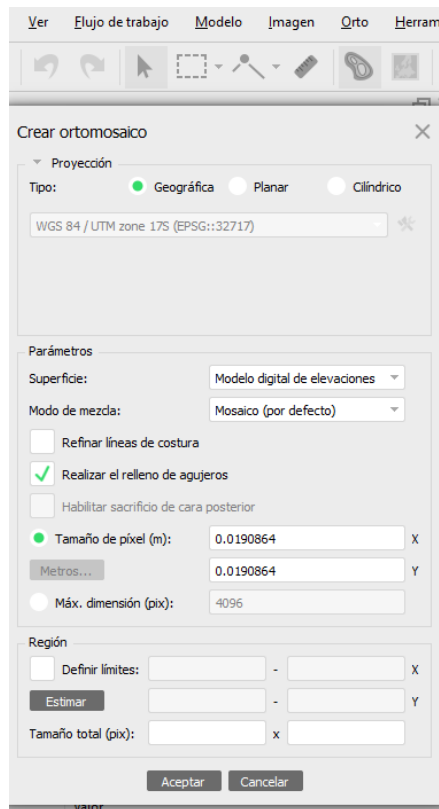 Ver Flujo de trabajo Modelo Imagen Orto Herram
Crear ortomosaico
Proyección
Tipo: Geográfica Planar Cilíndrico
WGS 84 / UTM zone 17S (EPSG::32717)
Parámetros
Superficie: Modelo digital de elevaciones
Modo de mezcla: Mosaico (por defecto)
Refinar líneas de costura
Realizar el relleno de agujeros
Habilitar sacrificio de cara posterior
Tamaño de píxel (m): 0.0190864 X
Metros... 0.0190864 Y
Máx. dimensión (pix): 4096
Región
Definir límites: - X
Estimar - Y
Tamaño total (pix): x
Aceptar Cancelar
valor